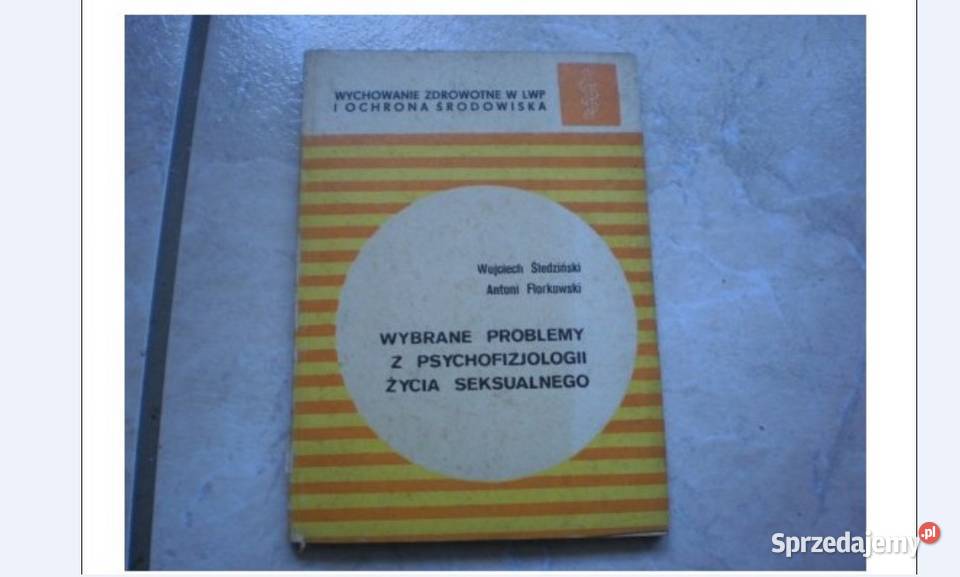 WYCHOWANIE ZDROWOTNE W LWP
I OCHRONA ŚRODOWISKA
Wojciech Śledziński
Antoni Florkowski
WYBRANE PROBLEMY
Z PSYCHOFIZJOLOGII
ŻYCIA SEKSUALNEGO
Sprzedajemy.pl